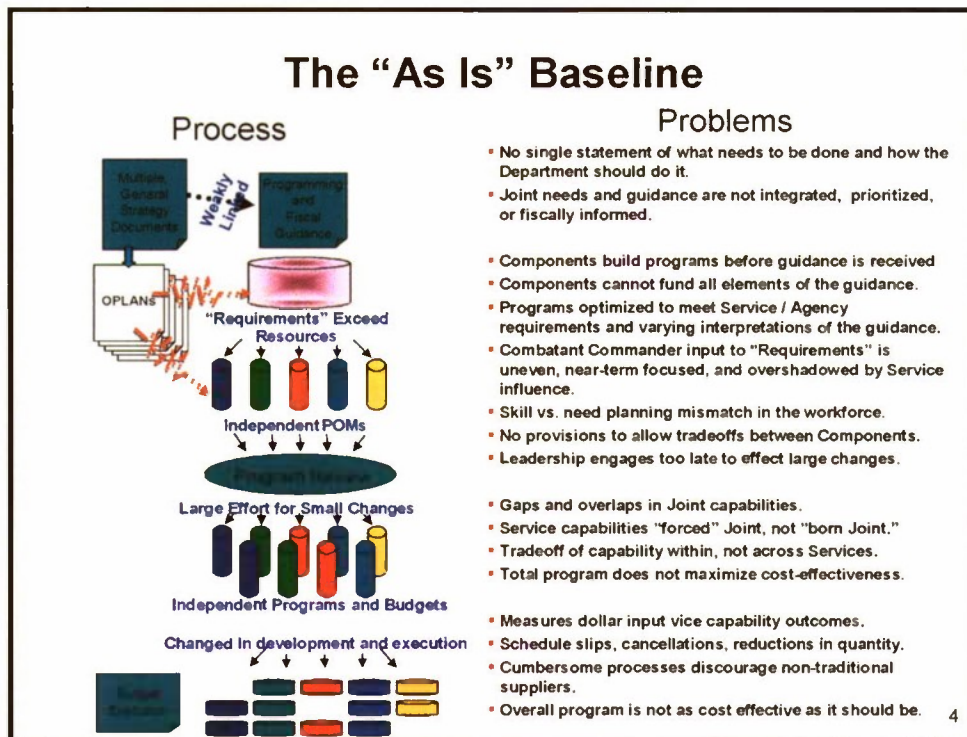 The "As Is" Baseline
Process
Multiple,
General
Strategy
Documents
Weakly
Linked
Programming
and
Fiscal
Guidance
OPLANs
"Requirements" Exceed
Resources
Independent POMs
Program Review
Large Effort for Small Changes
Independent Programs and Budgets
Changed in development and execution
Problems
• No single statement of what needs to be done and how the
Department should do it.
• Joint needs and guidance are not integrated, prioritized,
or fiscally informed.
• Components build programs before guidance is received
• Components cannot fund all elements of the guidance.
• Programs optimized to meet Service / Agency
requirements and varying interpretations of the guidance.
• Combatant Commander input to "Requirements" is
uneven, near-term focused, and overshadowed by Service
influence.
• Skill vs. need planning mismatch in the workforce.
• No provisions to allow tradeoffs between Components.
• Leadership engages too late to effect large changes.
• Gaps and overlaps in Joint capabilities.
• Service capabilities "forced" Joint, not "born Joint."
• Tradeoff of capability within, not across Services.
• Total program does not maximize cost-effectiveness.
• Measures dollar input vice capability outcomes.
• Schedule slips, cancellations, reductions in quantity.
• Cumbersome processes discourage non-traditional
suppliers.
• Overall program is not as cost effective as it should be.
4